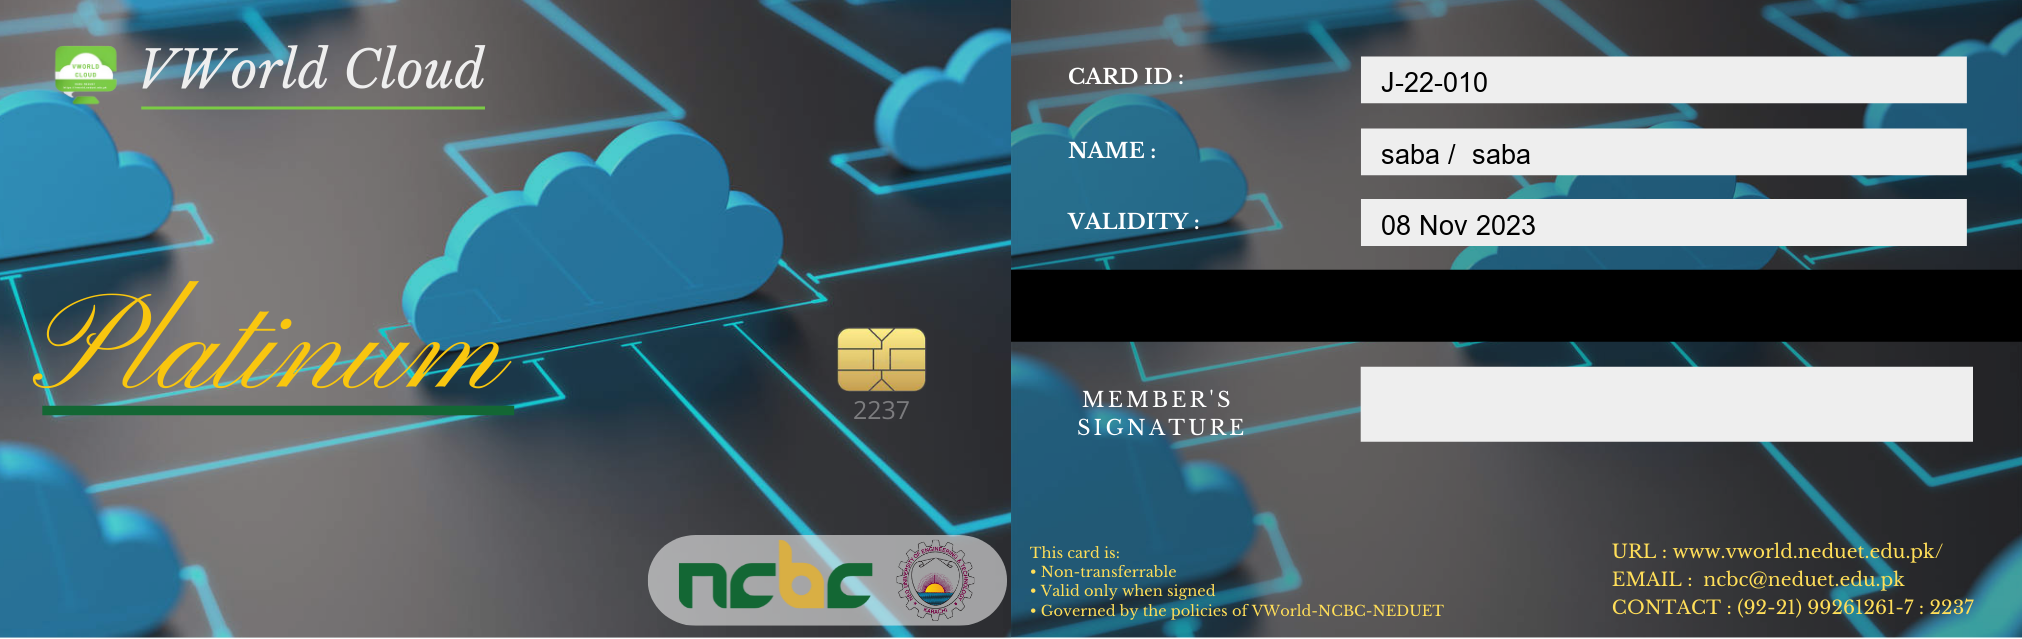 VWORLD
CLOUD
VWorld Cloud
Platinum
2237
ncbc
CARD ID :
J-22-010
NAME :
saba /  saba
VALIDITY :
08 Nov 2023
MEMBER'S
SIGNATURE
This card is:
• Non-transferrable
• Valid only when signed
• Governed by the policies of VWorld-NCBC-NEDUET
URL : www.vworld.neduet.edu.pk/
EMAIL :  ncbc@neduet.edu.pk
CONTACT : (92-21) 99261261-7 : 2237